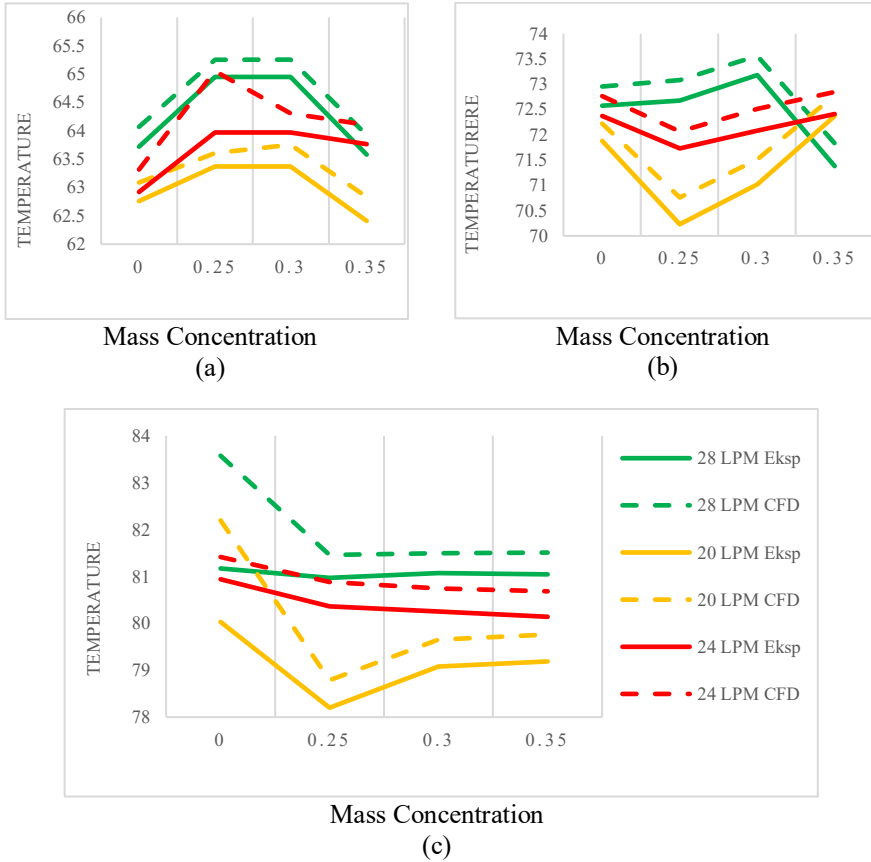 66
65.5
65
64.5
64
63.5
63
62.5
62
TEMPERATURE
0 0.25 0.3 0.35
Mass Concentration
(a)
74
73.5
73
72.5
72
71.5
71
70.5
70
TEMPERATURERE
0 0.25 0.3 0.35
Mass Concentration
(b)
84
83
82
81
80
79
78
TEMPERATURE
0 0.25 0.3 0.35
28 LPM Eksp
28 LPM CFD
20 LPM Eksp
20 LPM CFD
24 LPM Eksp
24 LPM CFD
Mass Concentration
(c)